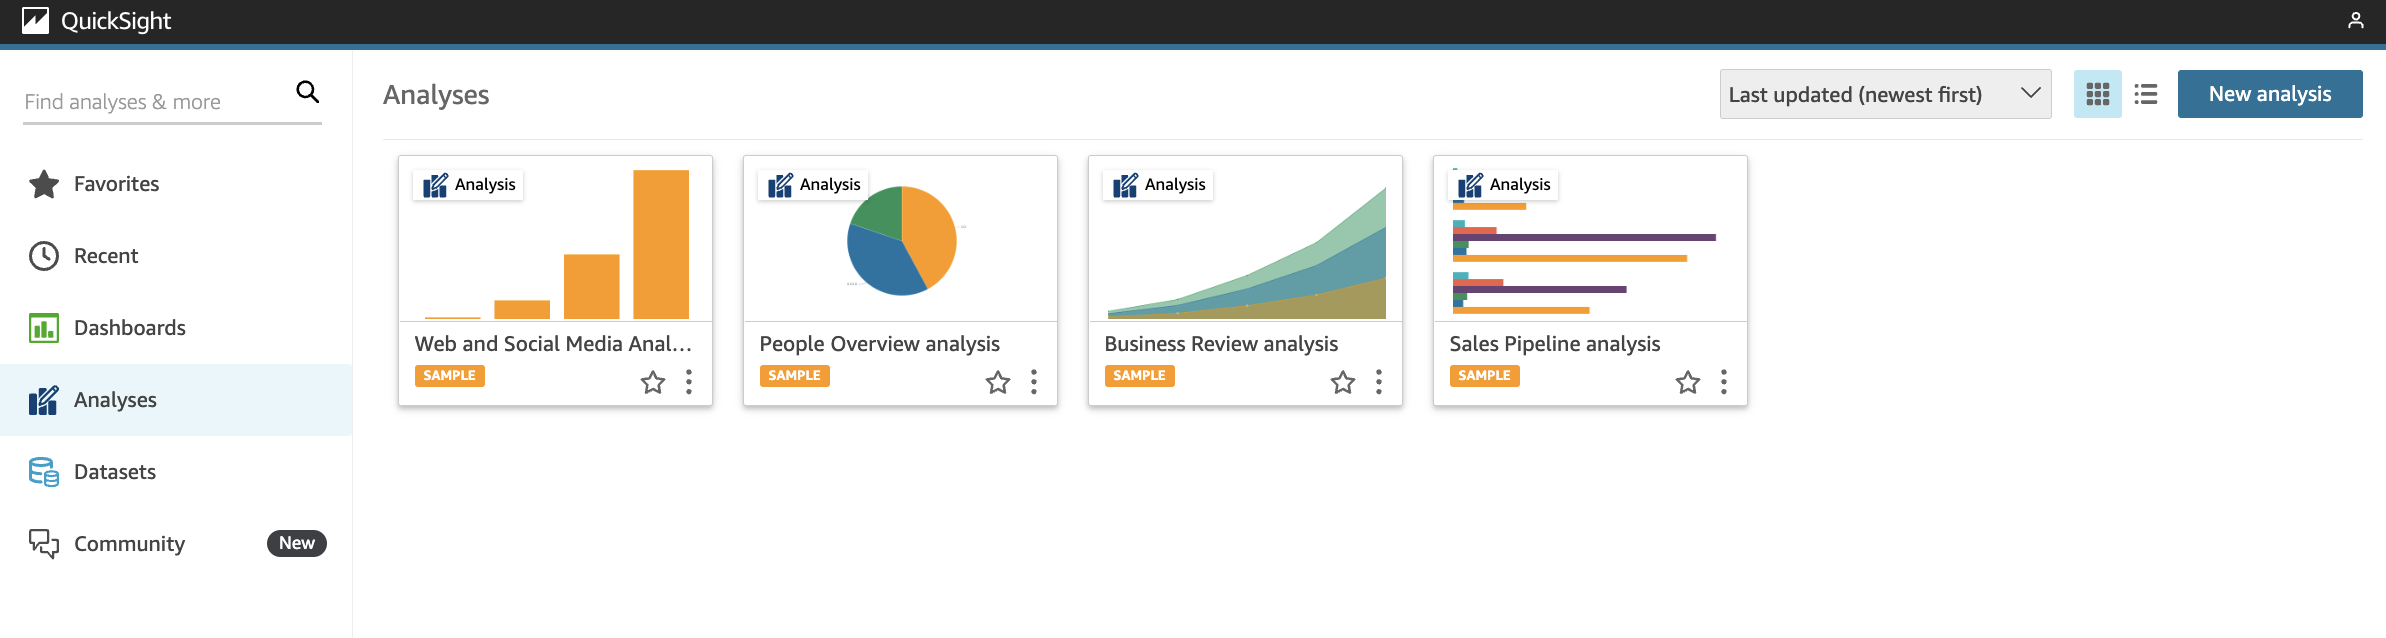 QuickSight
Find analyses & more
Favorites
Recent
Dashboards
Analyses
Datasets
Community New
Analyses
Last updated (newest first)
New analysis
Analysis
Web and Social Media Anal...
SAMPLE
Analysis
People Overview analysis
SAMPLE
Analysis
Business Review analysis
SAMPLE
Analysis
Sales Pipeline analysis
SAMPLE